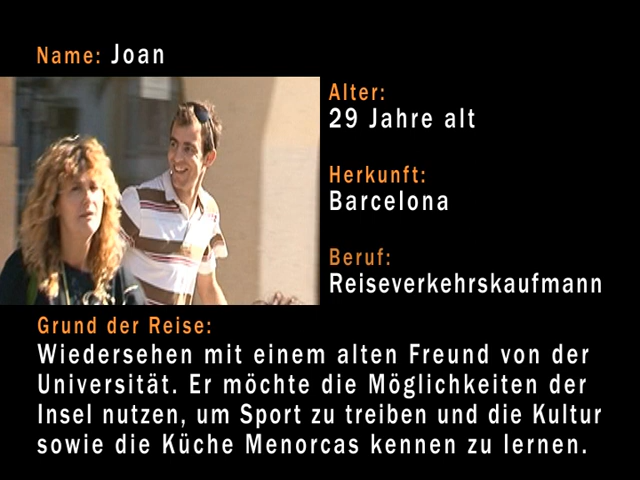 Name: Joan
Alter:
29 Jahre alt
Herkunft:
Barcelona
Beruf:
Reiseverkehrskaufmann
Grund der Reise:
Wiedersehen mit einem alten Freund von der
Universität. Er möchte die Möglichkeiten der
Insel nutzen, um Sport zu treiben und die Kultur
sowie die Küche Menorcas kennen zu lernen.